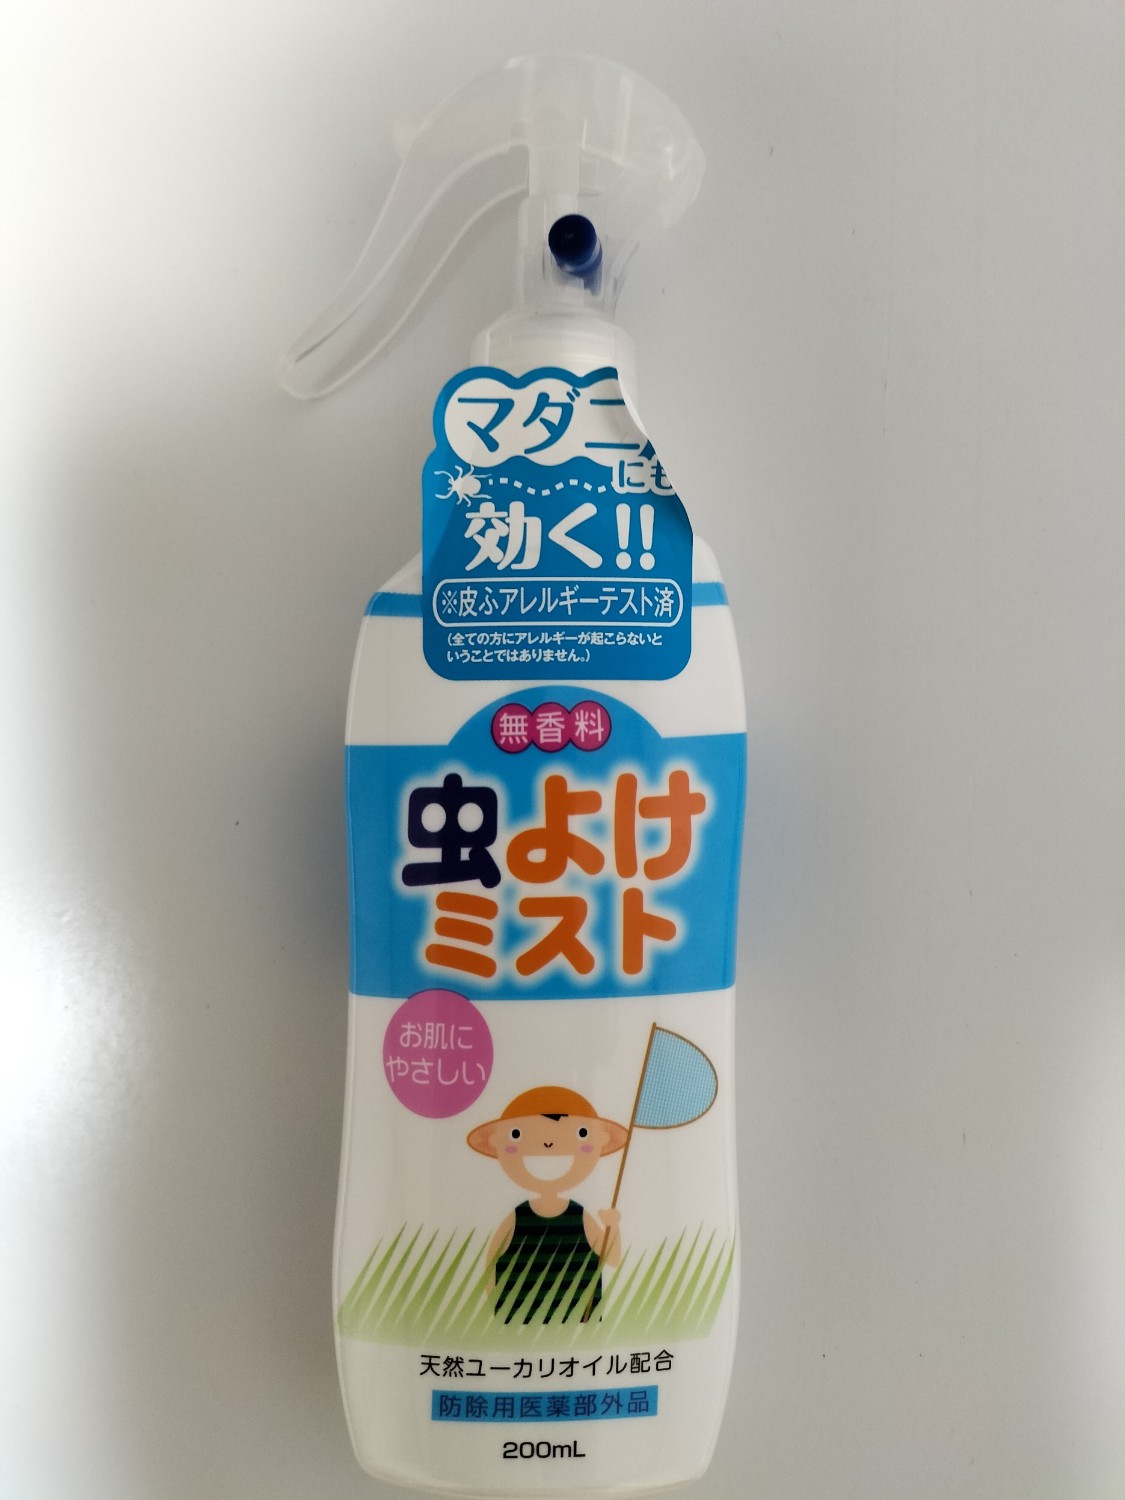 マダニ
にも
効く!!
※皮ふアレルギーテスト済
(全ての方にアレルギーが起こらないと
いうことではありません。)
無香料
虫よけ
ミスト
お肌に
やさしい
天然ユーカリオイル配合
防除用医薬部外品
200mL